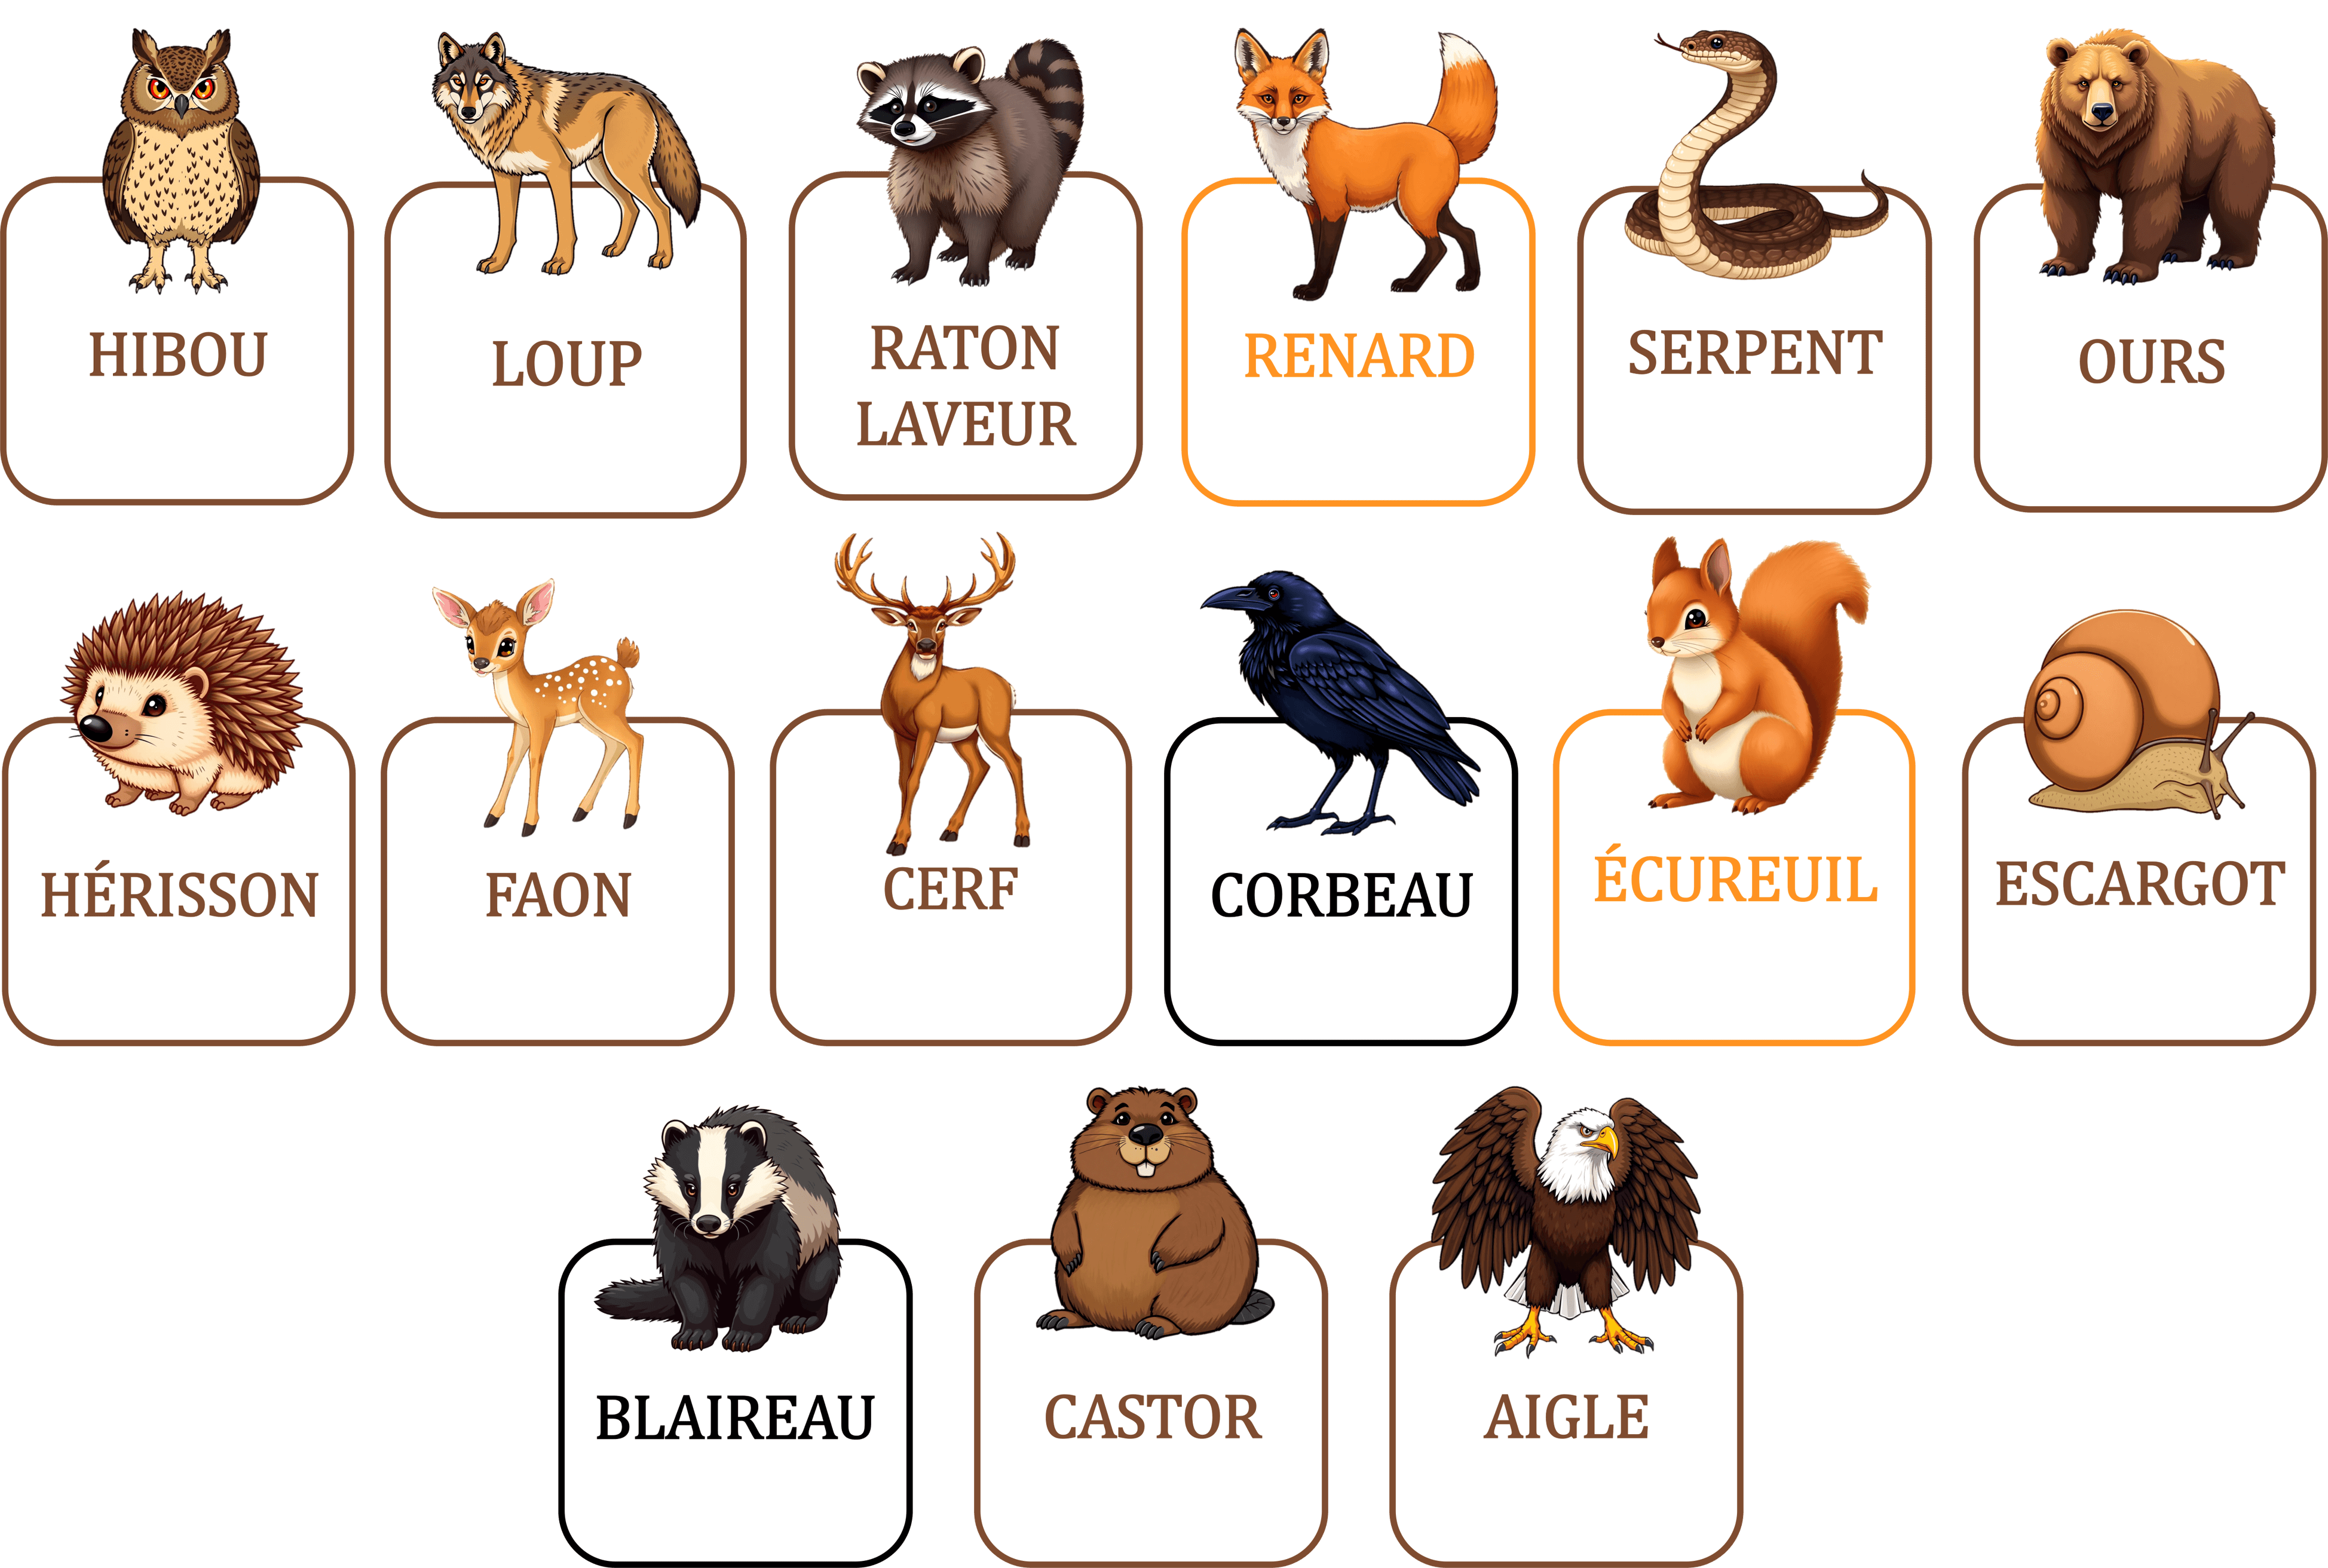 HIBOU
LOUP
RATON
LAVEUR
RENARD
SERPENT
OURS
HÉRISSON
FAON
CERF
CORBEAU
ÉCUREUIL
ESCARGOT
BLAIREAU
CASTOR
AIGLE